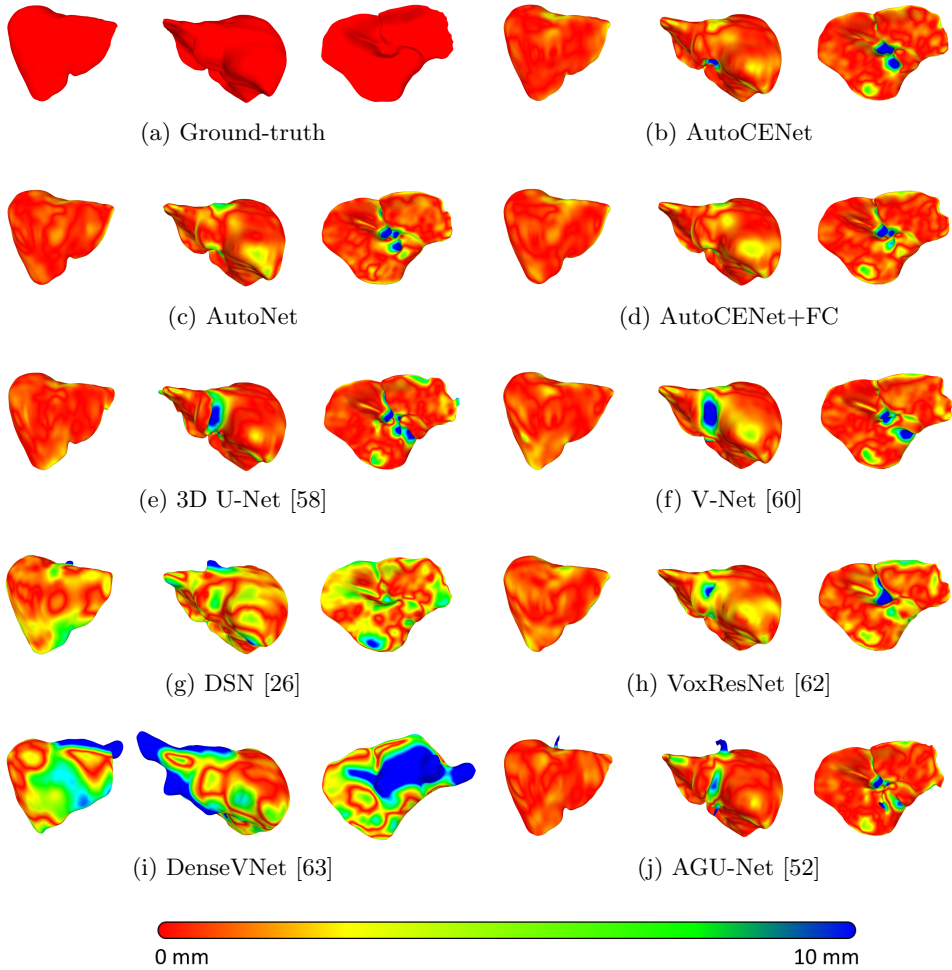 (a) Ground-truth
(b) AutoCENet
(c) AutoNet
(d) AutoCENet+FC
(e) 3D U-Net [58]
(f) V-Net [60]
(g) DSN [26]
(h) VoxResNet [62]
(i) DenseVNet [63]
(j) AGU-Net [52]
0 mm
10 mm